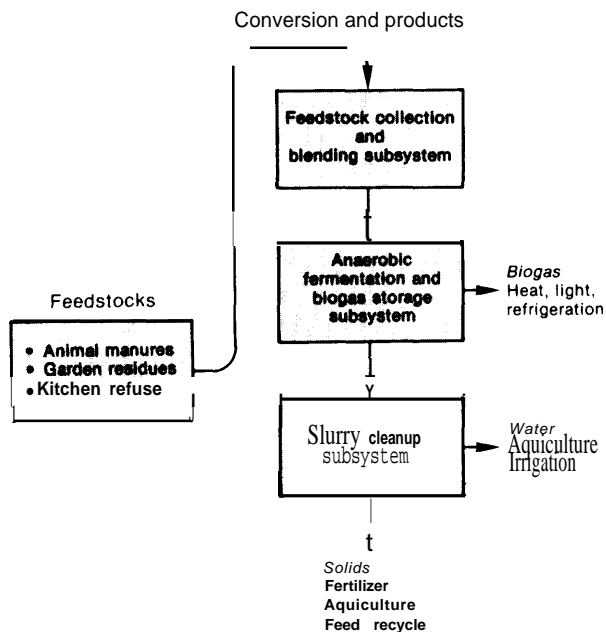 Conversion and products
Feedstock collection
and
blending subsystem
Anaerobic
fermentation and
biogas storage
subsystem
Biogas
Heat, light,
refrigeration
Feedstocks
• Animal manures
• Garden residues
• Kitchen refuse
Slurry cleanup
subsystem
Water
Aquiculture
Irrigation
Solids
Fertilizer
Aquiculture
Feed recycle